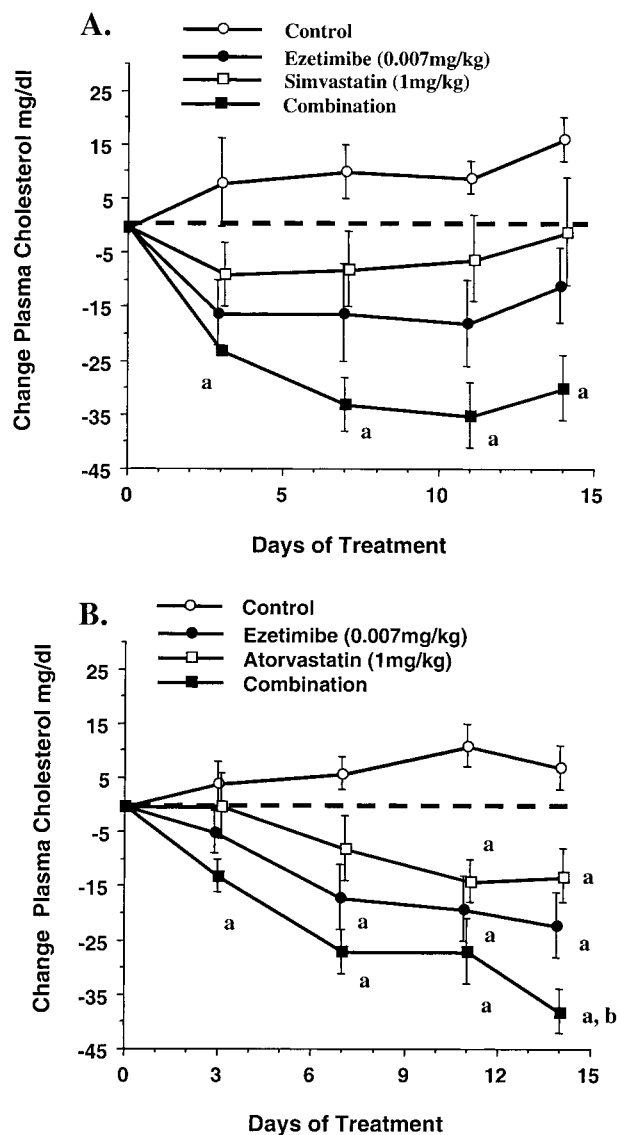 A.
Control
Ezetimibe (0.007mg/kg)
Simvastatin (1mg/kg)
Combination
Change Plasma Cholesterol mg/dl
25
15
5
-5
-15
-25
-35
-45
a
a
a
a
0
5
10
15
Days of Treatment
B.
Control
Ezetimibe (0.007mg/kg)
Atorvastatin (1mg/kg)
Combination
Change Plasma Cholesterol mg/dl
25
15
5
-5
-15
-25
-35
-45
a
a
a
a
a
a
a
a
a, b
0
3
6
9
12
15
Days of Treatment